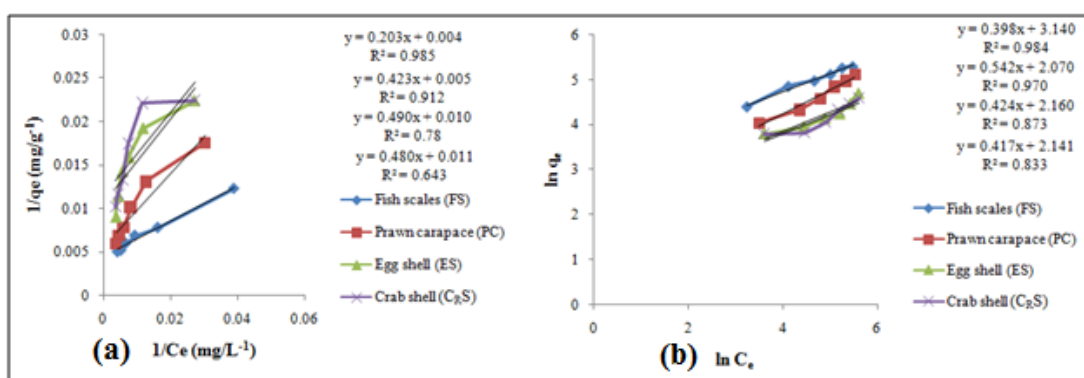 0.03
0.025
0.02
0.015
0.01
0.005
0
0
0.02
0.04
0.06
1/qe (mg/g⁻¹)
1/Ce (mg/L⁻¹)
(a)
y = 0.203x + 0.004
R² = 0.985
y = 0.423x + 0.005
R² = 0.912
y = 0.490x + 0.010
R² = 0.78
y = 0.480x + 0.011
R² = 0.643
Fish scales (FS)
Prawn carapace (PC)
Egg shell (ES)
Crab shell (CRS)
6
5
4
3
2
1
0
0
2
4
6
ln qe
ln Ce
(b)
y = 0.398x + 3.140
R² = 0.984
y = 0.542x + 2.070
R² = 0.970
y = 0.424x + 2.160
R² = 0.873
y = 0.417x + 2.141
R² = 0.833
Fish scales (FS)
Prawn carapace (PC)
Egg shell (ES)
Crab shell (CRS)